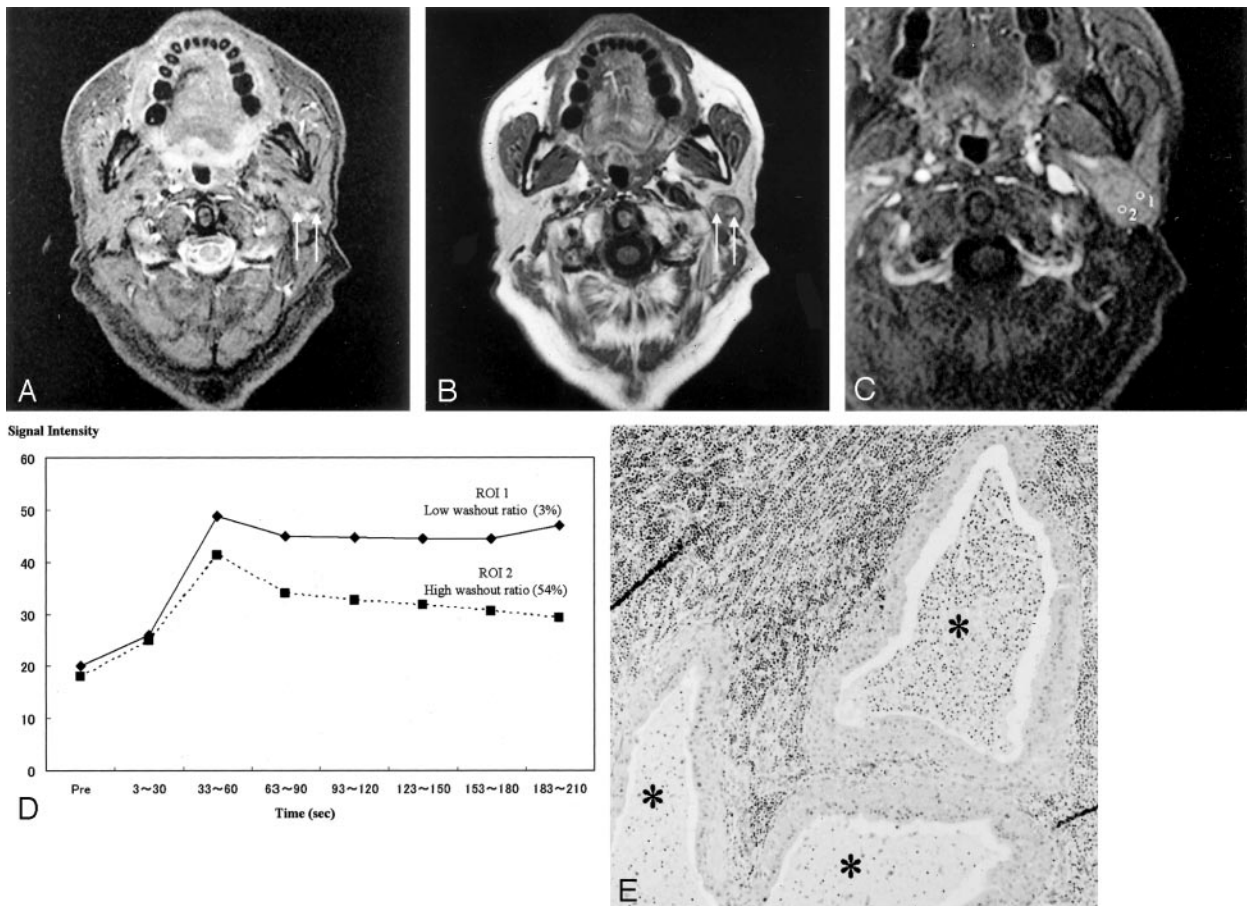 A
B
C
1
2
Signal Intensity
60
50
40
30
20
10
0
ROI 1
Low washout ratio (3%)
ROI 2
High washout ratio (54%)
Pre
3～30
33～60
63～90
93～120
123～150
153～180
183～210
Time (sec)
D
*
*
*
E